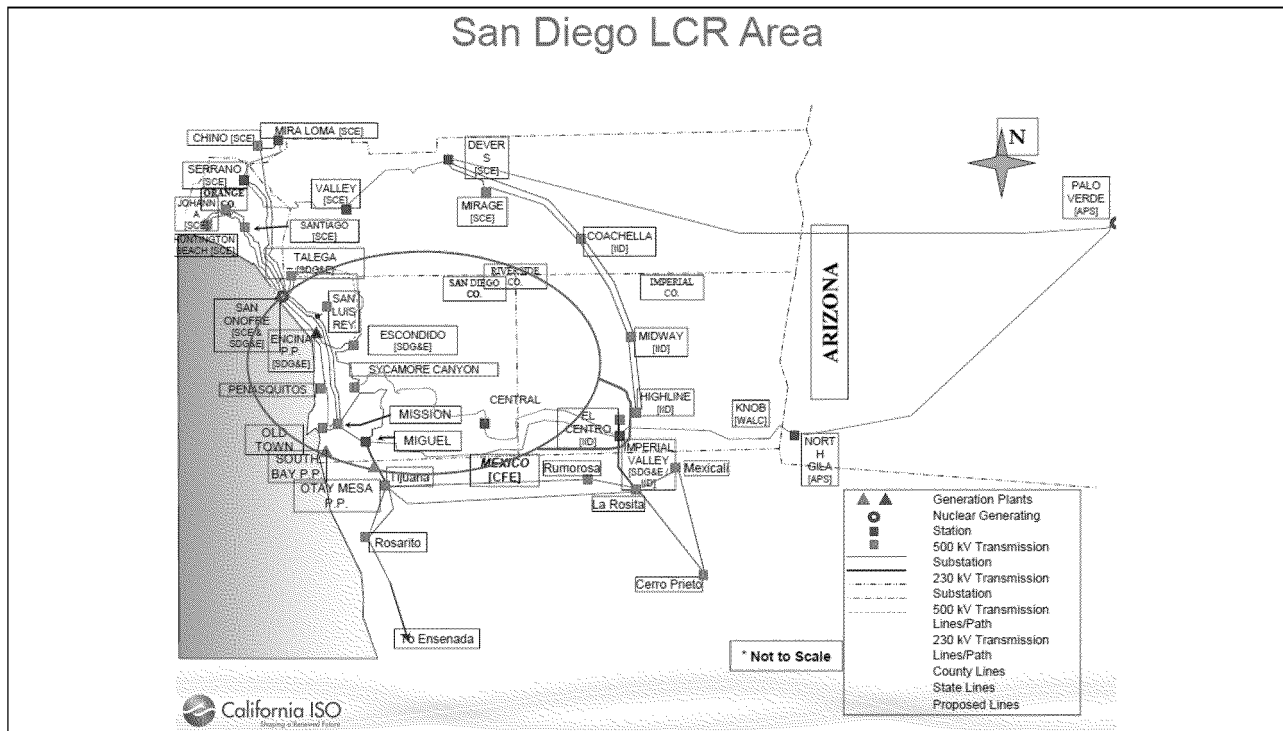 San Diego LCR Area
CHINO [SCE]
MIRA LOMA [SCE]
SERRANO
[SCE]
ORANGE
CO.
JOHANN
A
[SCE]
HUNTINGTON
BEACH [SCE]
VALLEY
[SCE]
SANTIAGO
[SCE]
TALEGA
[SDG&E]
DEVER
S
[SCE]
MIRAGE
[SCE]
COACHELLA
[IID]
N
PALO
VERDE
[APS]
SAN DIEGO
CO.
RIVERSIDE
CO.
IMPERIAL
CO.
ARIZONA
SAN
ONOFRE
[SCE &
SDG&E]
SAN
LUIS
REY.
ENCINA
P.P.
[SDG&E]
ESCONDIDO
[SDG&E]
SYCAMORE CANYON
MIDWAY
[IID]
PENASQUITOS
MISSION
CENTRAL
HIGHLINE
[IID]
KNOB
[WALC]
OLD
TOWN
MIGUEL
EL
CENTRO
[IID]
NORT
H
GILA
[APS]
SOUTH
BAY P.P.
OTAY MESA
P.P.
Tijuana
MEXICO
[CFE]
Rumorosa
IMPERIAL
VALLEY
[SDG&E /
IID]
Mexicali
La Rosita
Rosarito
Cerro Prieto
To Ensenada
* Not to Scale
Generation Plants
Nuclear Generating
Station
500 kV Transmission
Substation
230 kV Transmission
Substation
500 kV Transmission
Lines/Path
230 kV Transmission
Lines/Path
County Lines
State Lines
Proposed Lines
California ISO
Shaping a Renewed Future